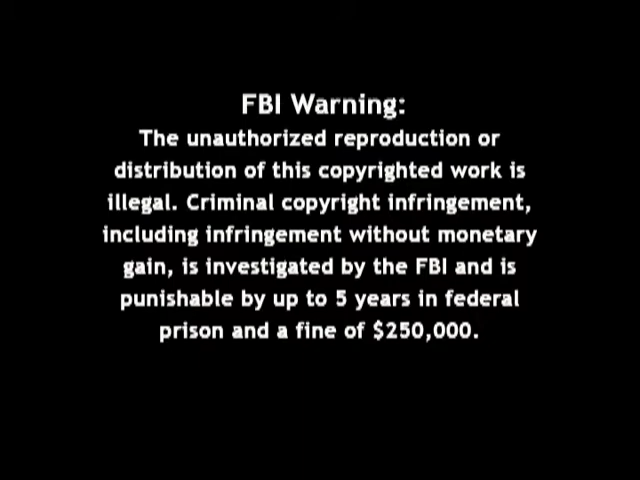 FBI Warning:
The unauthorized reproduction or
distribution of this copyrighted work is
illegal. Criminal copyright infringement,
including infringement without monetary
gain, is investigated by the FBI and is
punishable by up to 5 years in federal
prison and a fine of $250,000.